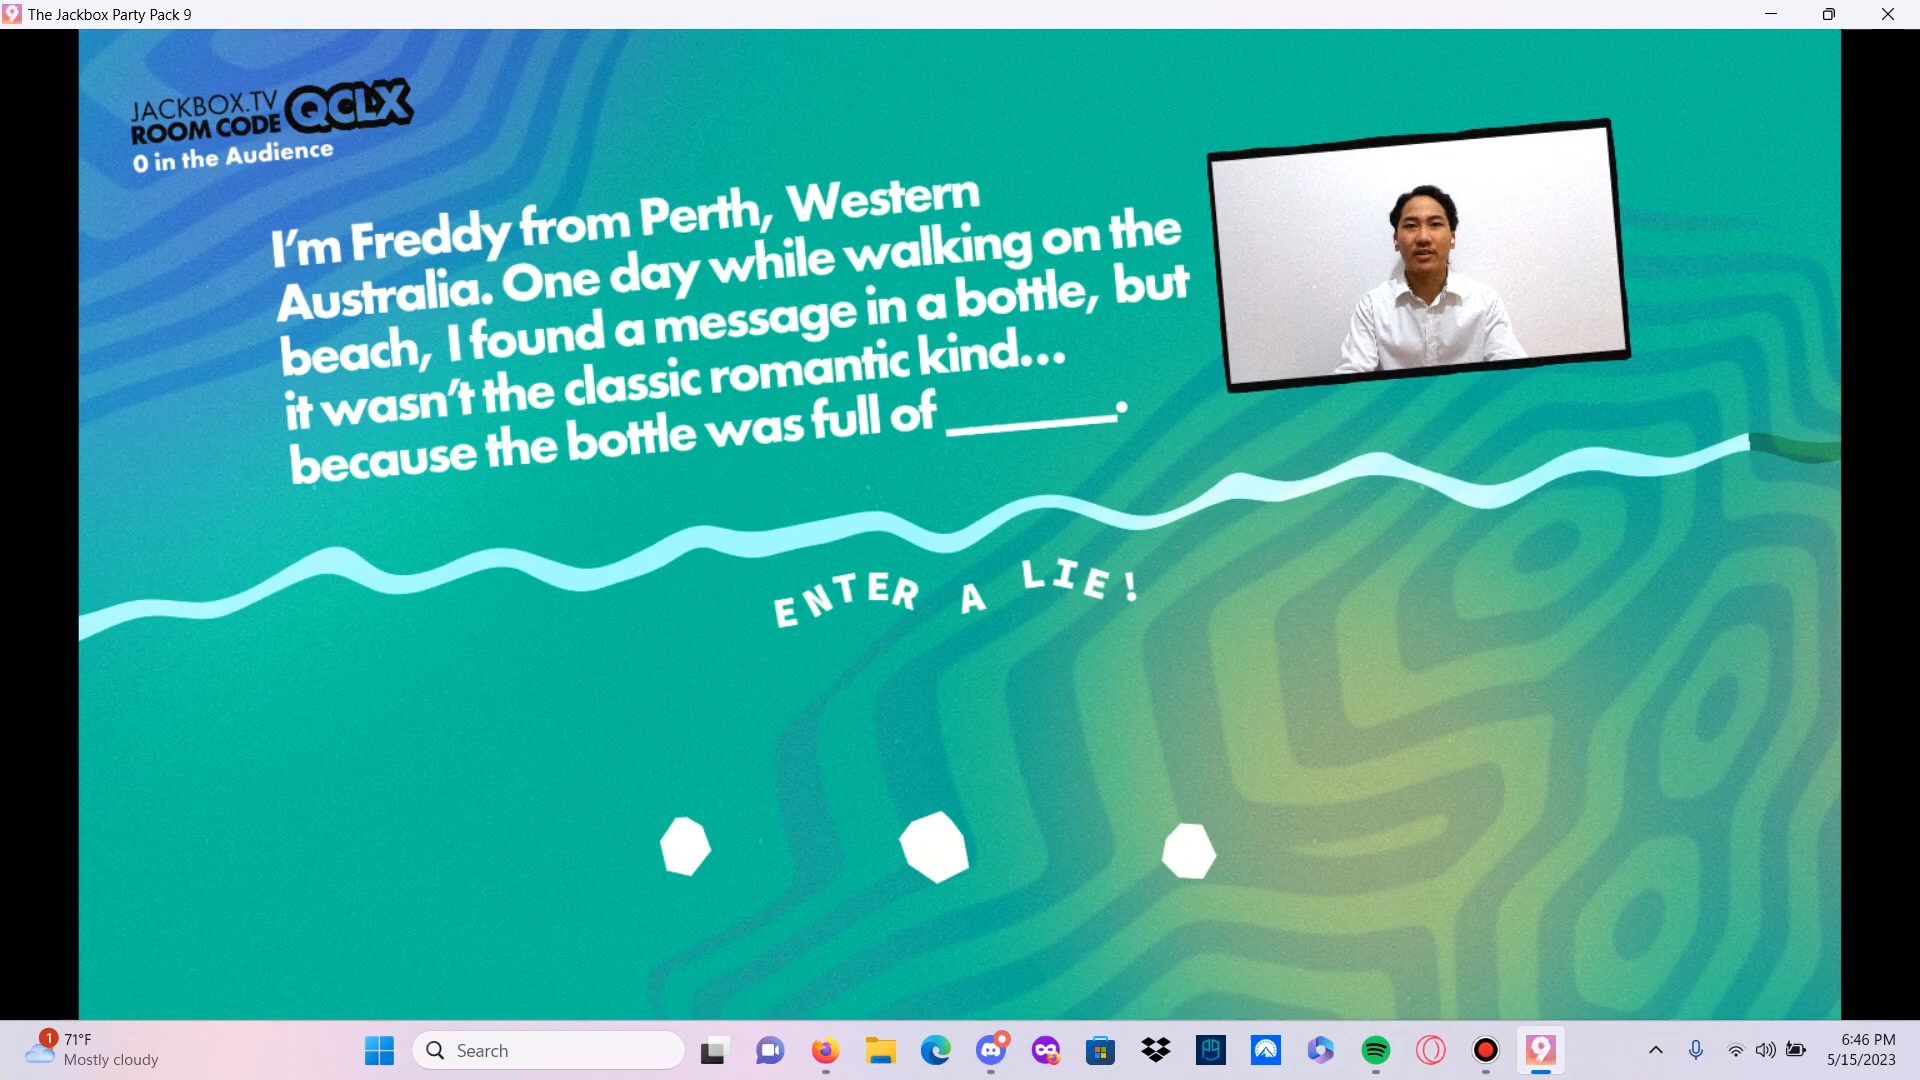 The Jackbox Party Pack 9
JACKBOX.TV
ROOM CODE QCLX
0 in the Audience
I'm Freddy from Perth, Western
Australia. One day while walking on the
beach, I found a message in a bottle, but
it wasn't the classic romantic kind...
because the bottle was full of _______.
ENTER A LIE!
1
71°F
Mostly cloudy
Search
6:46 PM
5/15/2023